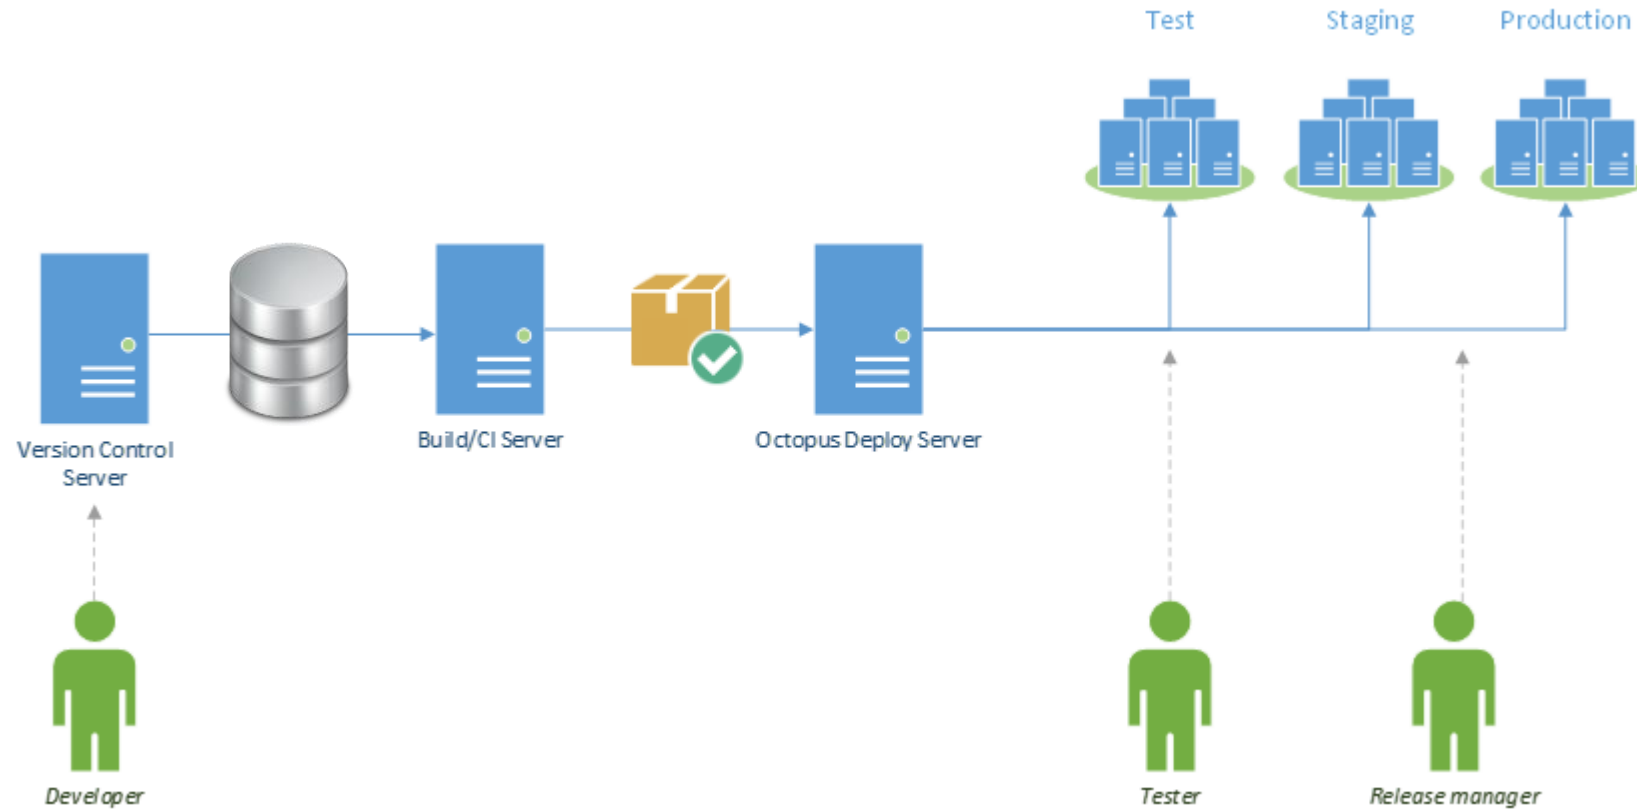 Test
Staging
Production
Version Control
Server
Build/CI Server
Octopus Deploy Server
Developer
Tester
Release manager